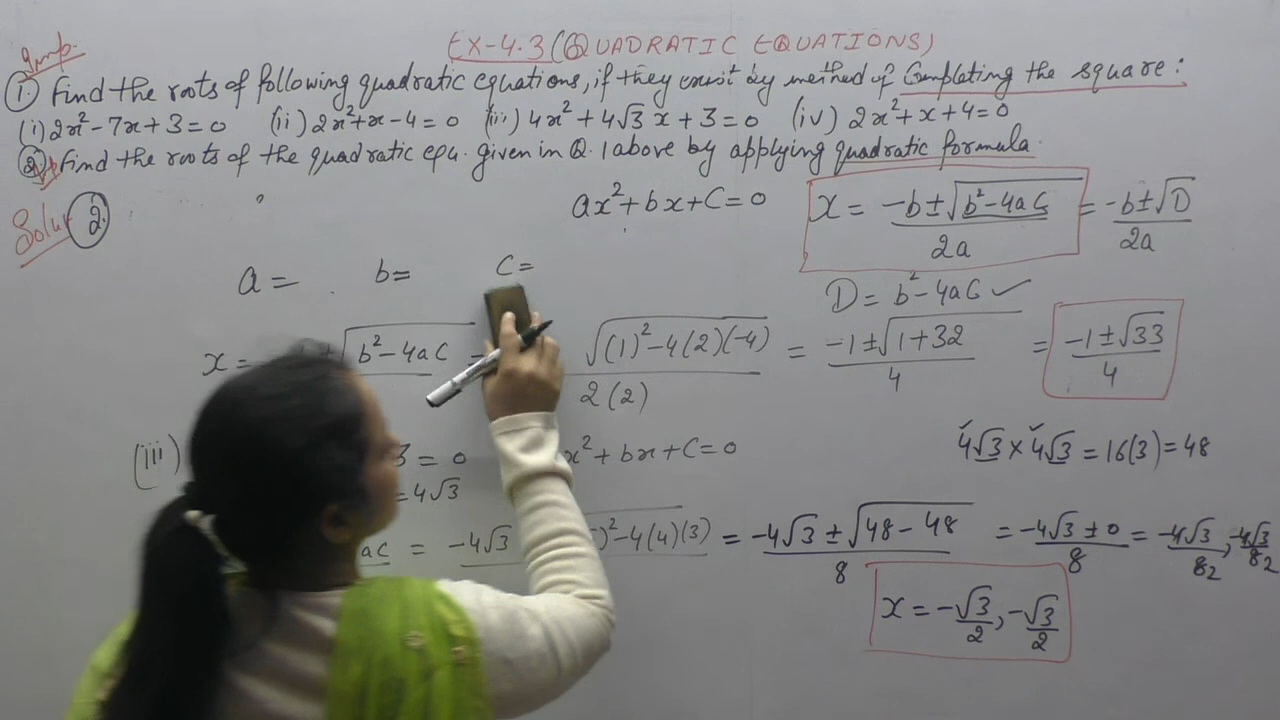 Imp.
EX-4.3 (QUADRATIC EQUATIONS)
1. Find the roots of following quadratic equations, if they exist by method of Completing the square:
(i) 2x²-7x+3=0 (ii) 2x²+x-4=0 (iii) 4x²+4√3 x+3=0 (iv) 2x²+x+4=0
2. Find the roots of the quadratic equ. given in Q.1 above by applying quadratic formula.
Solu 2.
ax²+bx+C=0 x = (-b±√(b²-4aC))/2a = (-b±√D)/2a
a = b= C=
D = b²-4aC ✓
x = ± √(b²-4aC) = √((1)²-4(2)(-4))/2(2) = (-1±√(1+32))/4 = (-1±√33)/4
(iii) 3 = 0 x²+bx+C=0 4√3 × 4√3 = 16(3)=48
= 4√3
aC = -4√3 )²-4(4)(3) = (-4√3 ± √(48-48))/8 = (-4√3 ± 0)/8 = -4√3/8 2, -4√3/8 2
x = -√3/2, -√3/2